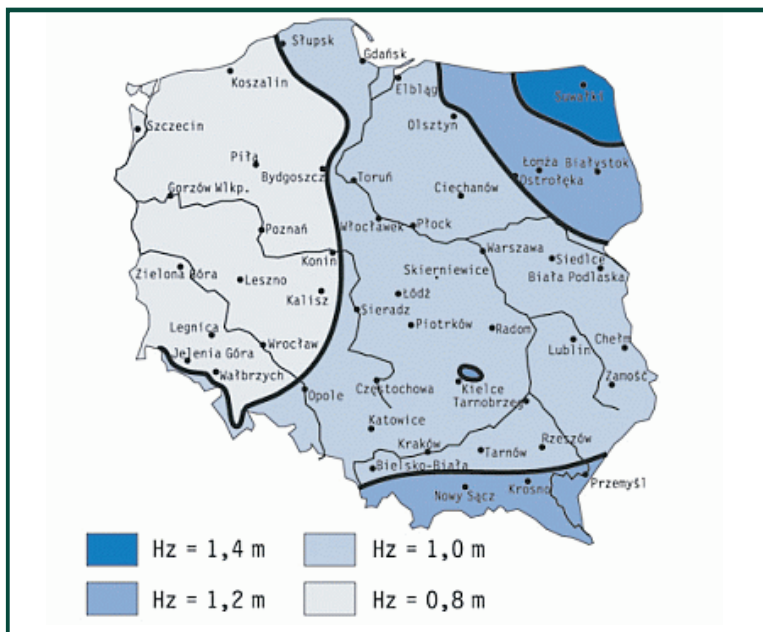 Słupsk
Gdańsk
Koszalin
Elbląg
Suwałki
Szczecin
Olsztyn
Piła
Bydgoszcz
Łomża Białystok
Ostrołęka
Toruń
Gorzów Wlkp.
Ciechanów
Włocławek
Płock
Poznań
Warszawa
Konin
Siedlce
Skierniewice
Biała Podlaska
Zielona Góra
Leszno
Łódź
Kalisz
Sieradz
Piotrków
Radom
Legnica
Chełm
Wrocław
Lublin
Jelenia Góra
Wałbrzych
Częstochowa
Kielce
Zamość
Opole
Tarnobrzeg
Katowice
Kraków
Rzeszów
Tarnów
Bielsko-Biała
Przemyśl
Nowy Sącz
Krosno
Hz = 1,4 m
Hz = 1,0 m
Hz = 1,2 m
Hz = 0,8 m